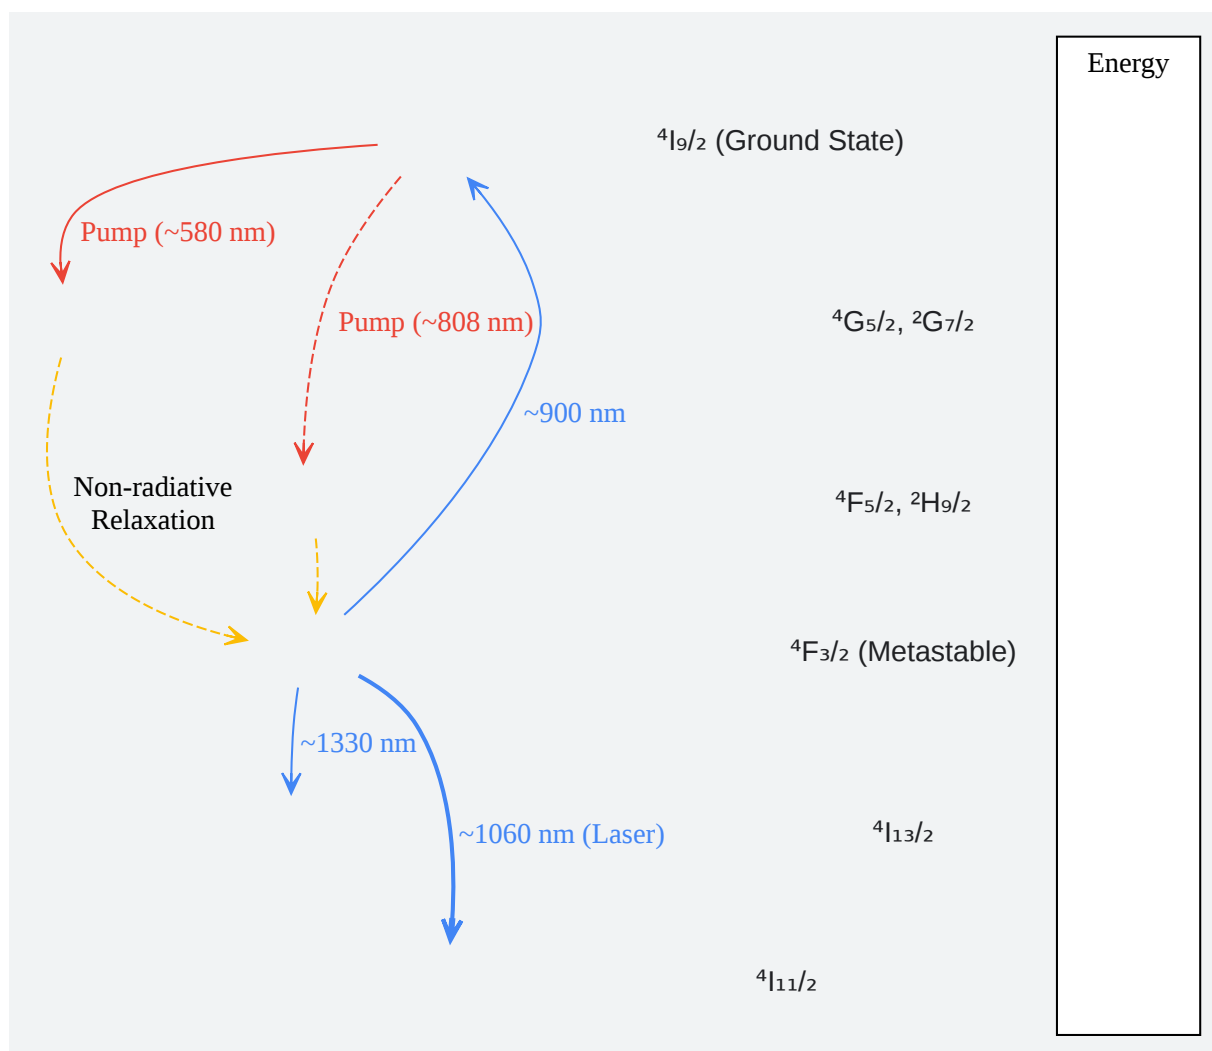 Energy
⁴I₉/₂ (Ground State)
Pump (~580 nm)
Pump (~808 nm)
⁴G₅/₂, ²G₇/₂
~900 nm
Non-radiative
Relaxation
⁴F₅/₂, ²H₉/₂
⁴F₃/₂ (Metastable)
~1330 nm
~1060 nm (Laser)
⁴I₁₃/₂
⁴I₁₁/₂